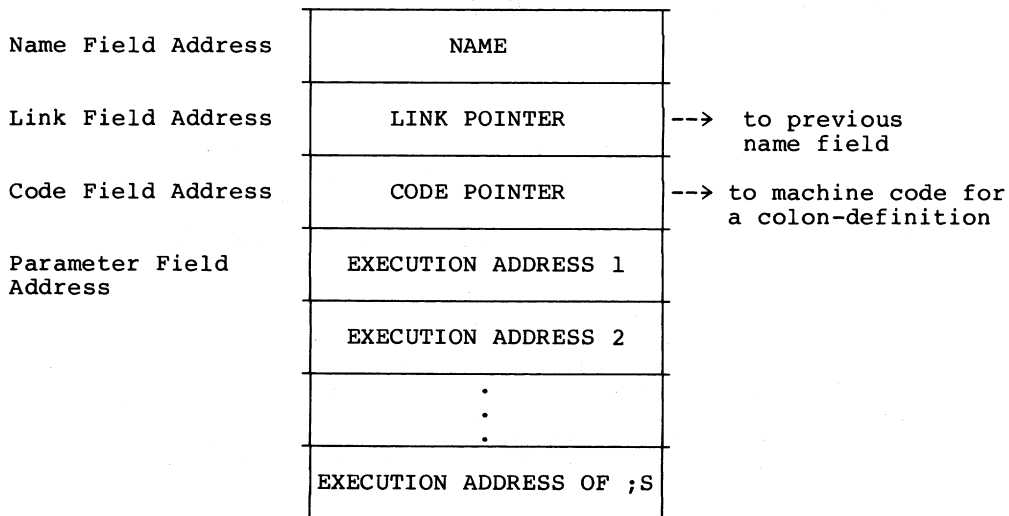 Name Field Address NAME
Link Field Address LINK POINTER --> to previous
name field
Code Field Address CODE POINTER --> to machine code for
a colon-definition
Parameter Field EXECUTION ADDRESS 1
Address
EXECUTION ADDRESS 2
.
.
.
EXECUTION ADDRESS OF ;S